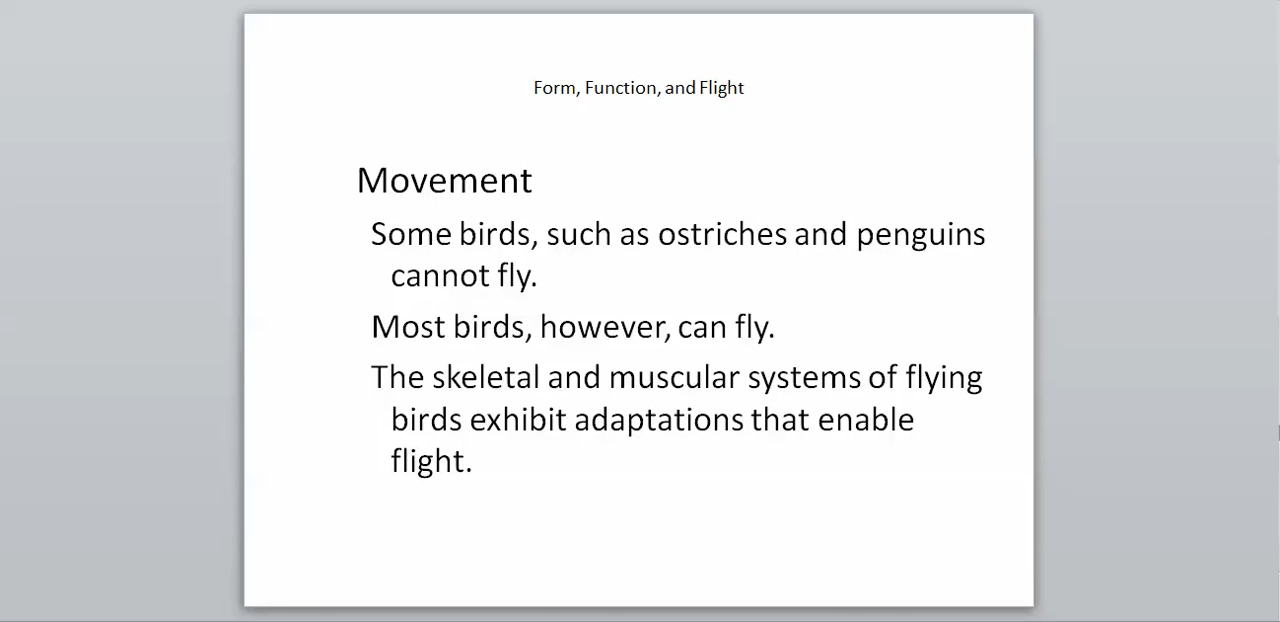 Form, Function, and Flight
Movement
Some birds, such as ostriches and penguins
cannot fly.
Most birds, however, can fly.
The skeletal and muscular systems of flying
birds exhibit adaptations that enable
flight.